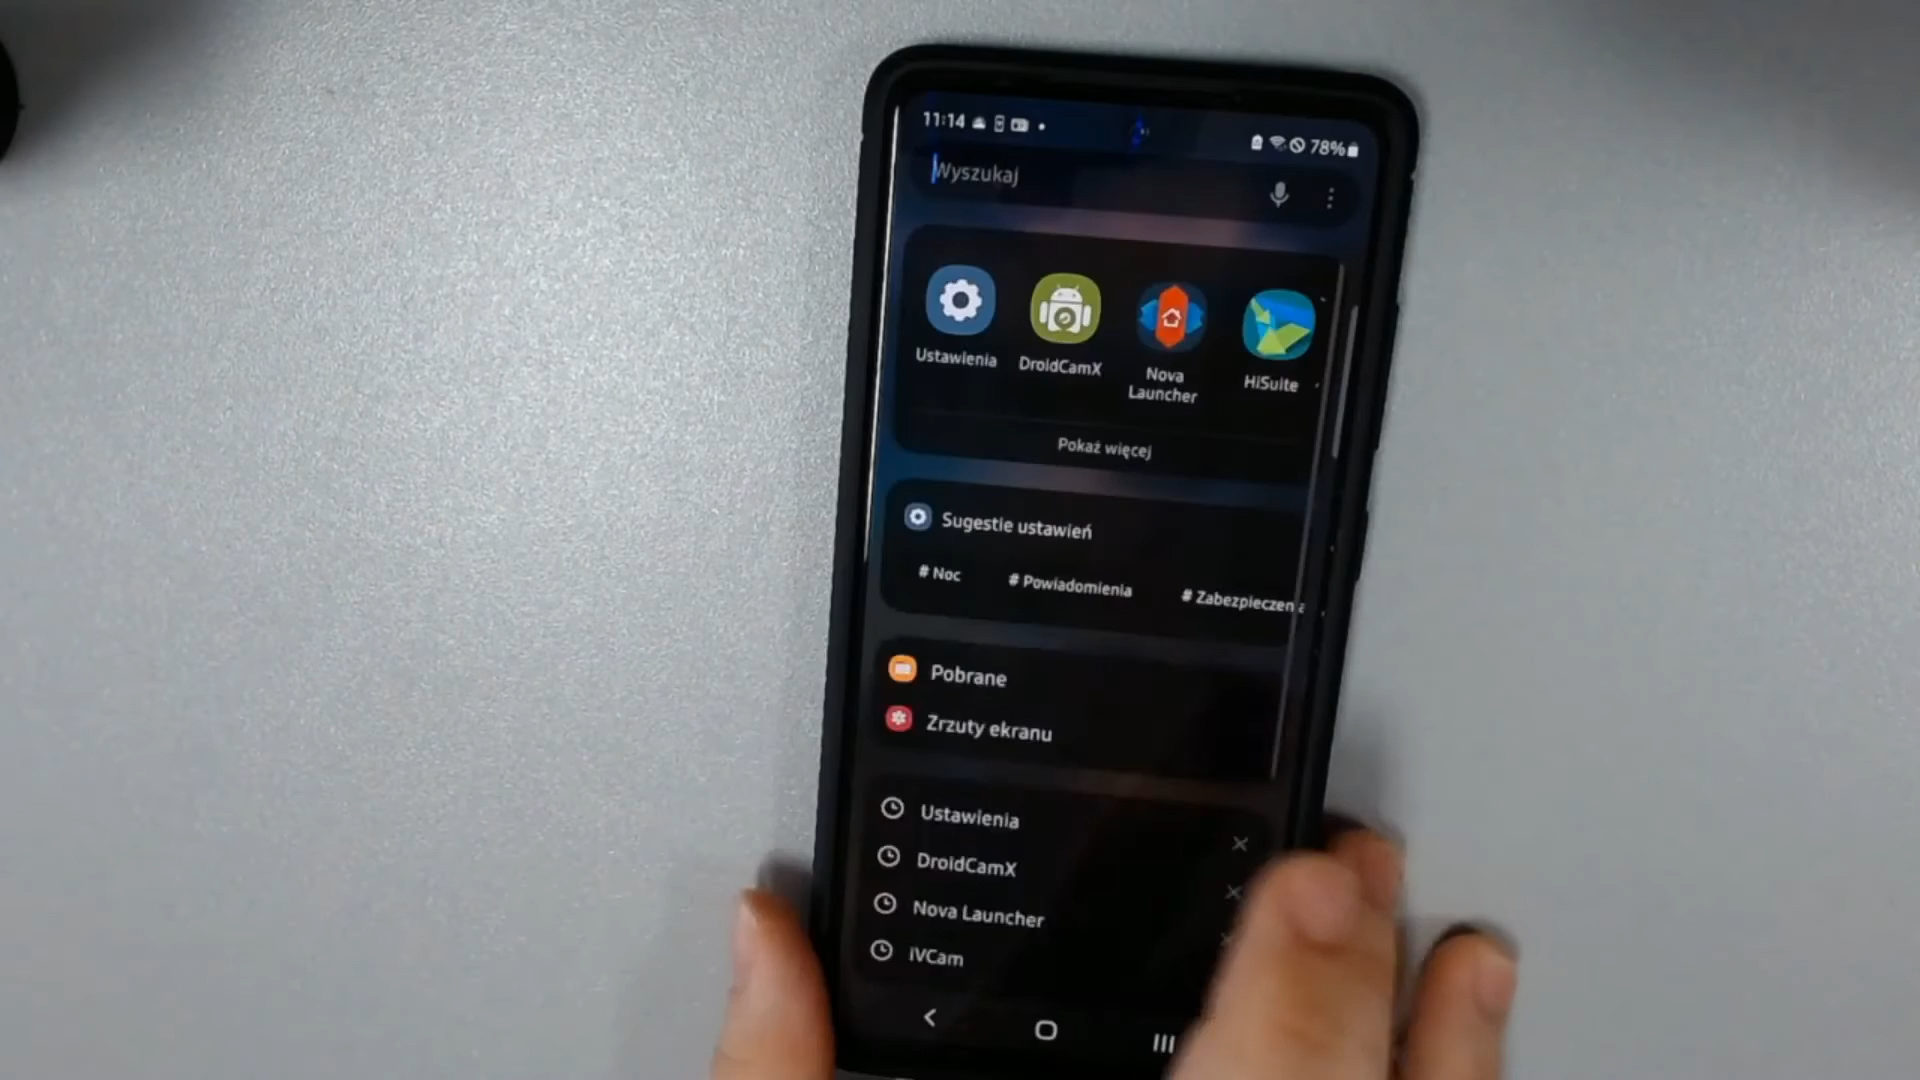 11:14
78%
Wyszukaj
Ustawienia
DroidCamX
Nova
Launcher
HiSuite
Pokaż więcej
Sugestie ustawień
# Noc
# Powiadomienia
# Zabezpieczenia
Pobrane
Zrzuty ekranu
Ustawienia
DroidCamX
Nova Launcher
iVCam